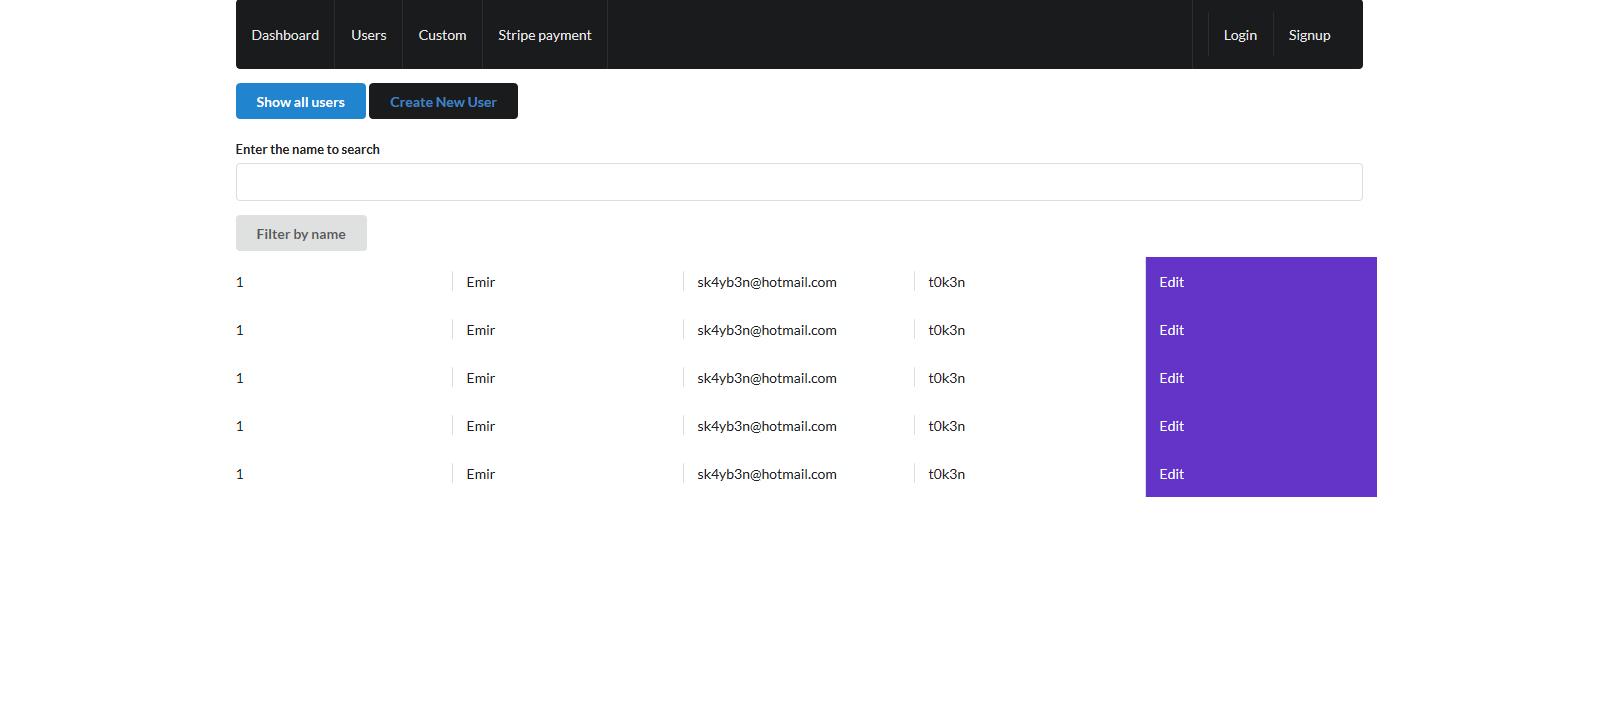 Dashboard Users Custom Stripe payment Login Signup
Show all users Create New User
Enter the name to search
Filter by name
1 Emir sk4yb3n@hotmail.com t0k3n Edit
1 Emir sk4yb3n@hotmail.com t0k3n Edit
1 Emir sk4yb3n@hotmail.com t0k3n Edit
1 Emir sk4yb3n@hotmail.com t0k3n Edit
1 Emir sk4yb3n@hotmail.com t0k3n Edit